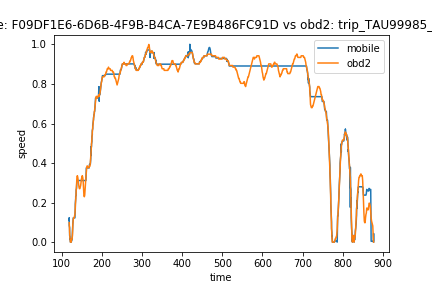 e: F09DF1E6-6D6B-4F9B-B4CA-7E9B486FC91D vs obd2: trip_TAU99985_
mobile
obd2
1.0
0.8
0.6
0.4
0.2
0.0
speed
100 200 300 400 500 600 700 800 900
time